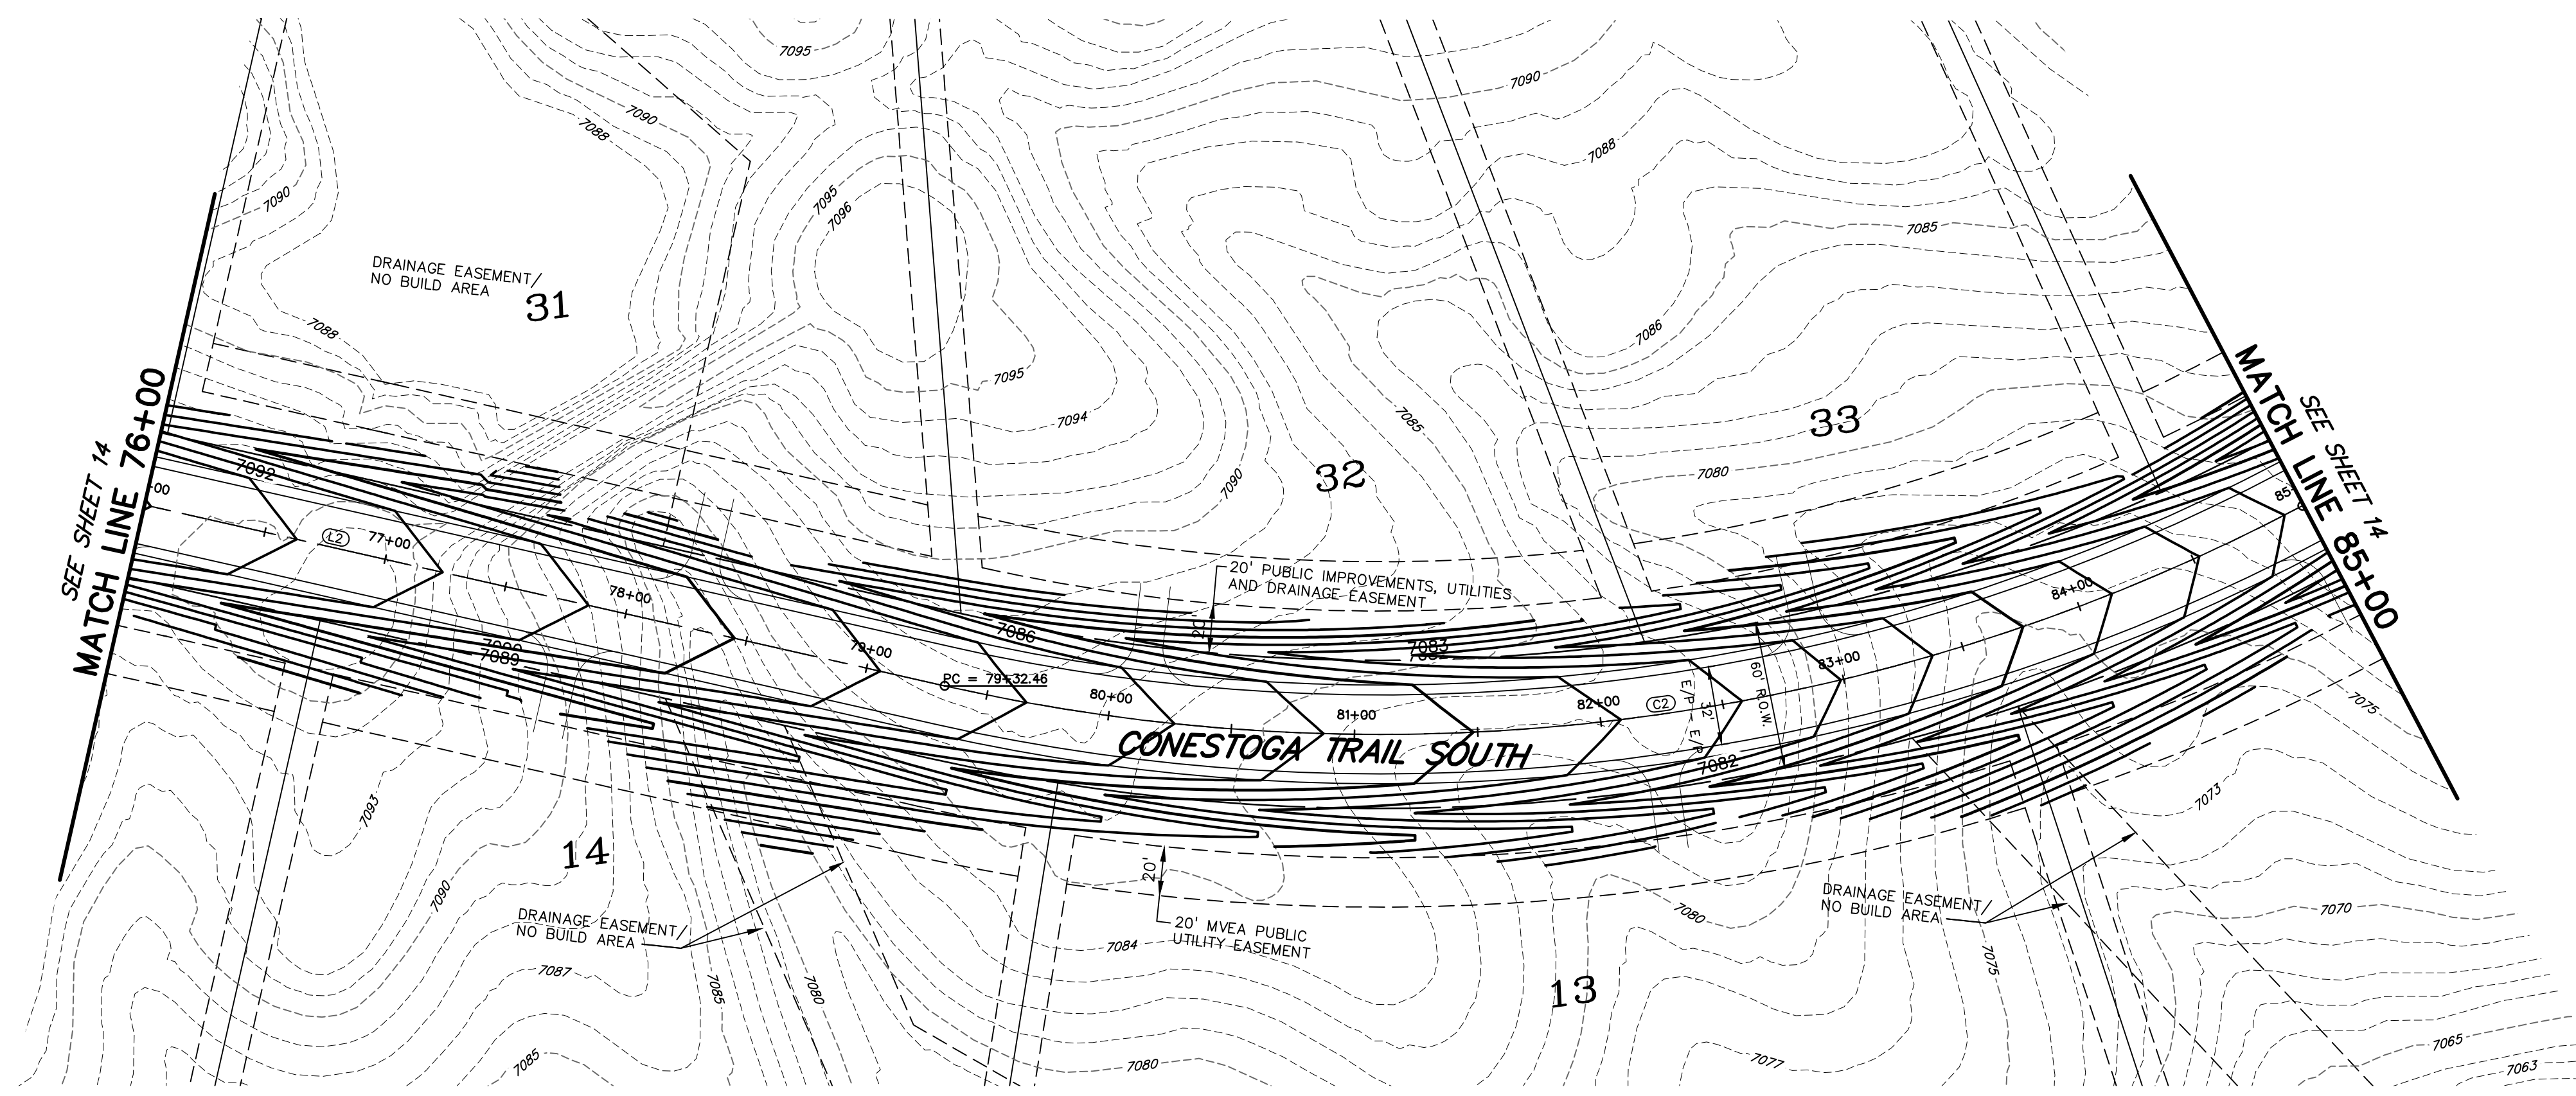 7095
7090
7088
7090
7088
7095
7096
7090
7085
DRAINAGE EASEMENT/
NO BUILD AREA
31
7088
7086
7095
7094
7085
7090
32
33
7080
SEE SHEET 14
MATCH LINE 76+00
MATCH LINE 85+00
SEE SHEET 14
7092
L2
77+00
78+00
79+00
PC = 79+32.46
80+00
81+00
82+00
C2
83+00
84+00
7089
7086
7083
7082
20'
20' PUBLIC IMPROVEMENTS, UTILITIES
AND DRAINAGE EASEMENT
E/P - E/P
32'
60' R.O.W.
CONESTOGA TRAIL SOUTH
7075
7073
7093
14
7090
DRAINAGE EASEMENT/
NO BUILD AREA
20'
20' MVEA PUBLIC
UTILITY EASEMENT
7084
7080
DRAINAGE EASEMENT/
NO BUILD AREA
7070
7087
7085
7080
13
7075
7085
7080
7077
7065
7063